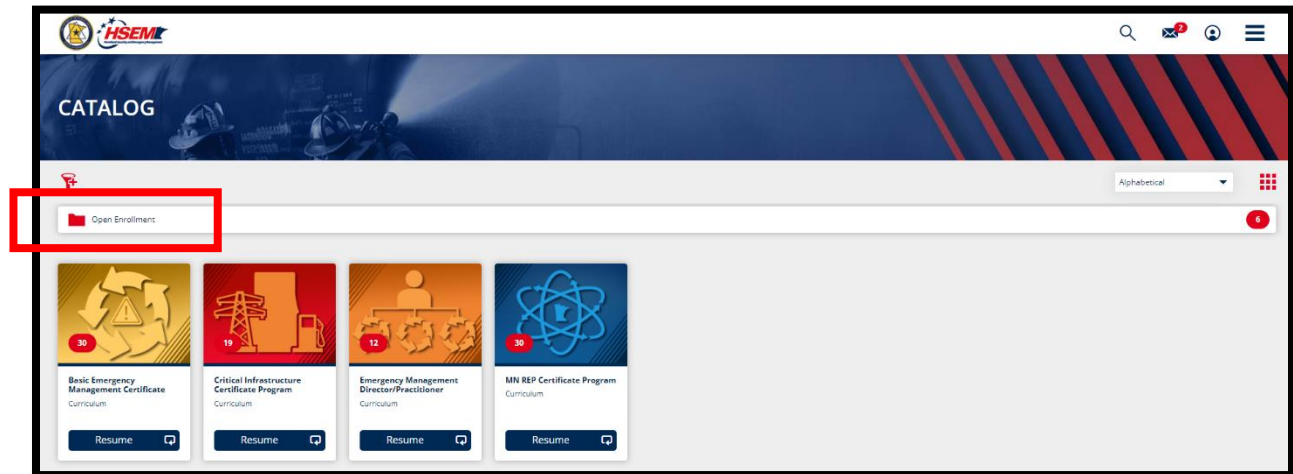 HSEM
2
CATALOG
Alphabetical
Open Enrollment
6
30
19
12
30
Basic Emergency
Management Certificate
Curriculum
Critical Infrastructure
Certificate Program
Curriculum
Emergency Management
Director/Practitioner
Curriculum
MN REP Certificate Program
Curriculum
Resume
Resume
Resume
Resume